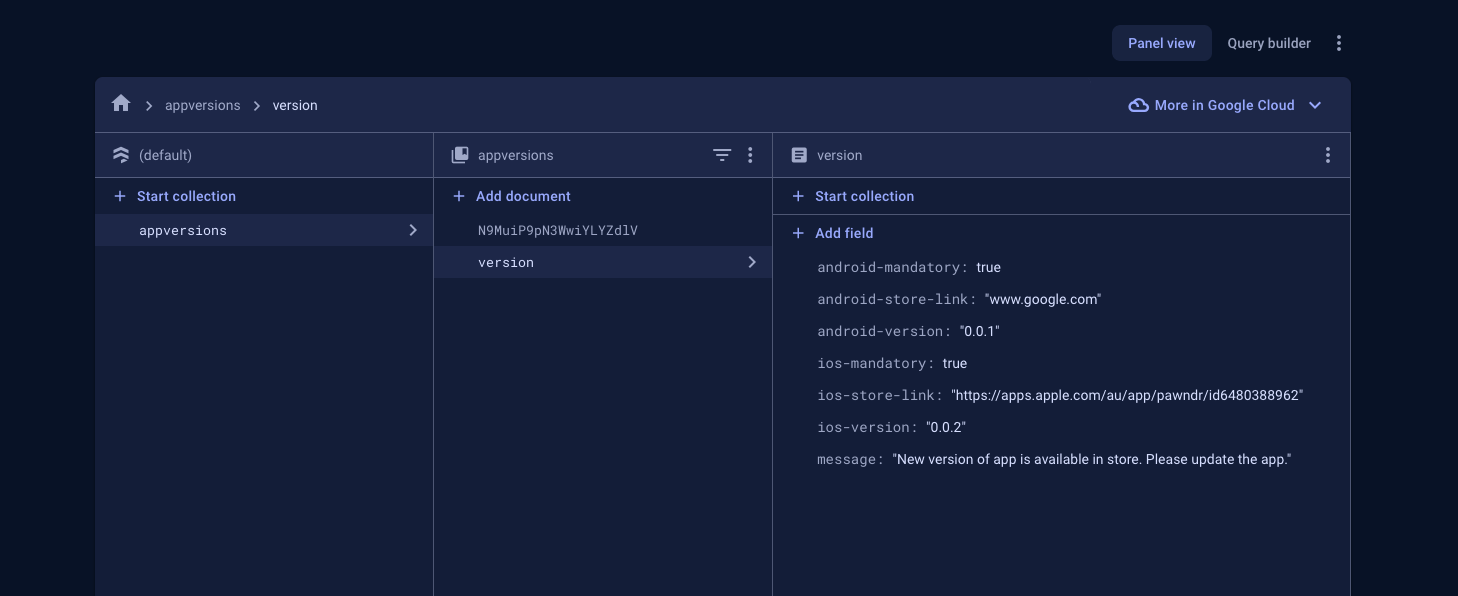 Panel view
Query builder
appversions
version
More in Google Cloud
(default)
appversions
version
Start collection
Add document
Start collection
appversions
N9MuiP9pN3WwiYLYZdlV
version
Add field
android-mandatory: true
android-store-link: "www.google.com"
android-version: "0.0.1"
ios-mandatory: true
ios-store-link: "https://apps.apple.com/au/app/pawndr/id6480388962"
ios-version: "0.0.2"
message: "New version of app is available in store. Please update the app."